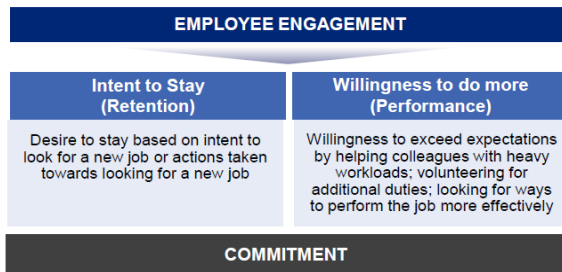 EMPLOYEE ENGAGEMENT
Intent to Stay
(Retention)
Desire to stay based on intent to
look for a new job or actions taken
towards looking for a new job
Willingness to do more
(Performance)
Willingness to exceed expectations
by helping colleagues with heavy
workloads; volunteering for
additional duties; looking for ways
to perform the job more effectively
COMMITMENT